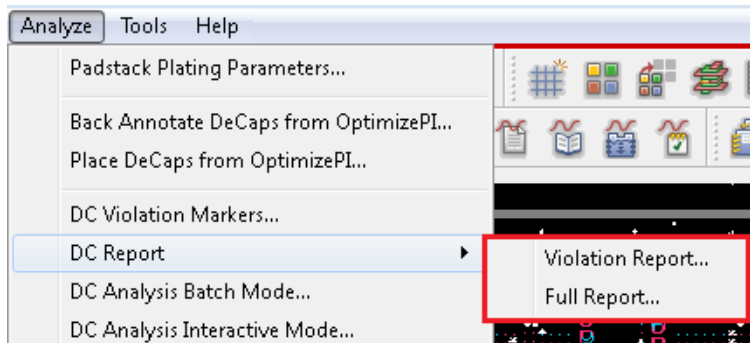 Analyze Tools Help
Padstack Plating Parameters...
Back Annotate DeCaps from OptimizePI...
Place DeCaps from OptimizePI...
DC Violation Markers...
DC Report
Violation Report...
Full Report...
DC Analysis Batch Mode...
DC Analysis Interactive Mode...